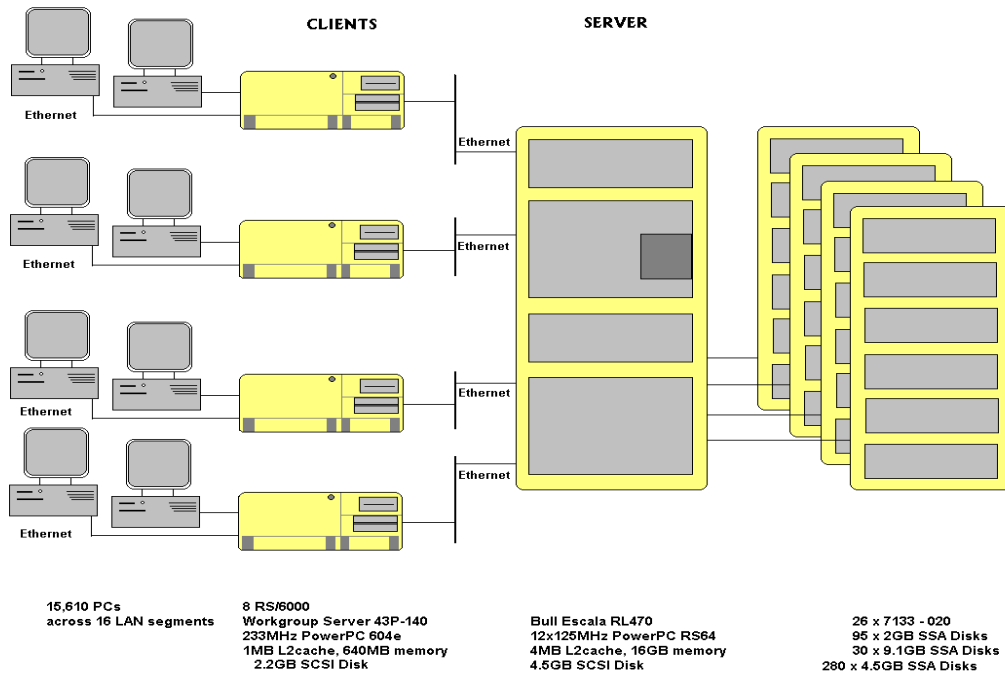 CLIENTS
SERVER
Ethernet
Ethernet
Ethernet
Ethernet
Ethernet
Ethernet
Ethernet
Ethernet
15,610 PCs
across 16 LAN segments
8 RS/6000
Workgroup Server 43P-140
233MHz PowerPC 604e
1MB L2cache, 640MB memory
2.2GB SCSI Disk
Bull Escala RL470
12x125MHz PowerPC RS64
4MB L2cache, 16GB memory
4.5GB SCSI Disk
26 x 7133 - 020
95 x 2GB SSA Disks
30 x 9.1GB SSA Disks
280 x 4.5GB SSA Disks